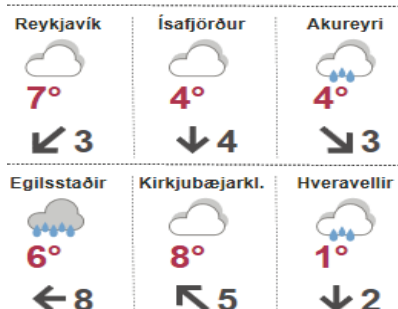 Reykjavík Ísafjörður Akureyri
7° 4° 4°
3 4 3
Egilsstaðir Kirkjubæjarkl. Hveravellir
6° 8° 1°
8 5 2